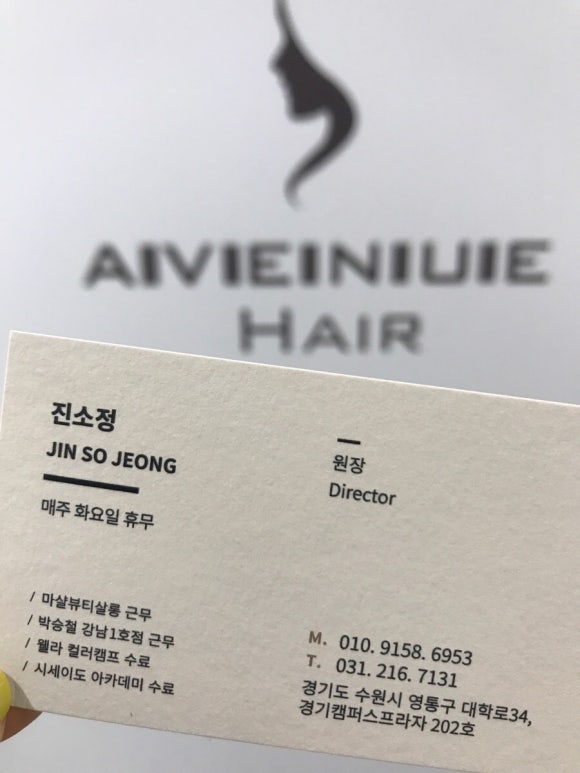 AIVIEINIUIE
HAIR
진소정
JIN SO JEONG
매주 화요일 휴무
원장
Director
/ 마샬뷰티살롱 근무
/ 박승철 강남1호점 근무
/ 웰라 컬러캠프 수료
/ 시세이도 아카데미 수료
M. 010. 9158. 6953
T. 031. 216. 7131
경기도 수원시 영통구 대학로34,
경기캠퍼스프라자 202호